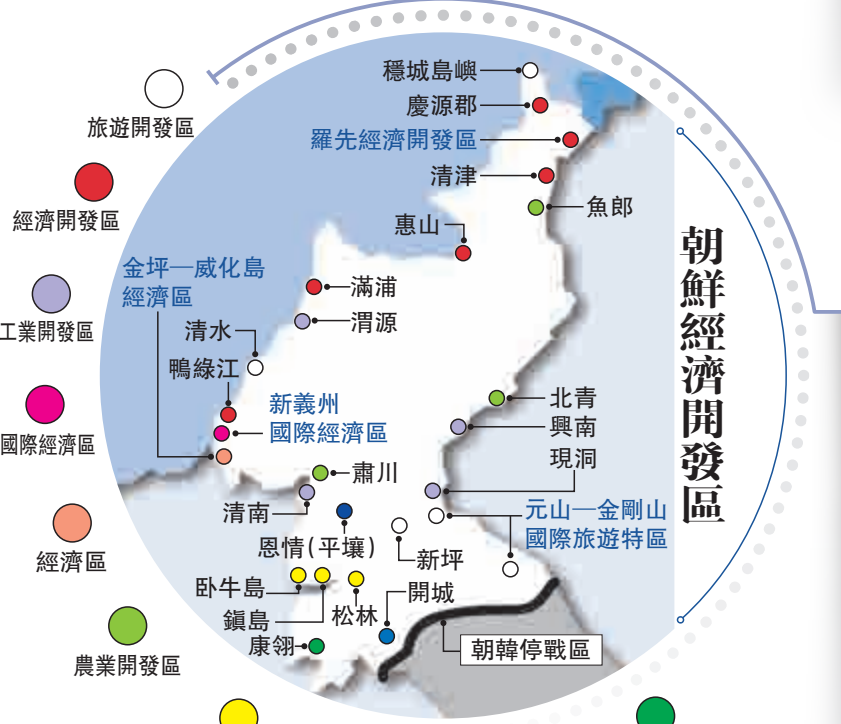 朝鮮經濟開發區
旅遊開發區
經濟開發區
工業開發區
國際經濟區
經濟區
農業開發區
穩城島嶼
慶源郡
羅先經濟開發區
清津
魚郎
惠山
金坪—威化島
經濟區
滿浦
渭源
清水
鴨綠江
新義州
國際經濟區
北青
興南
現洞
肅川
清南
元山—金剛山
國際旅遊特區
恩情(平壤)
新坪
卧牛島
開城
鎮島
松林
康翎
朝韓停戰區